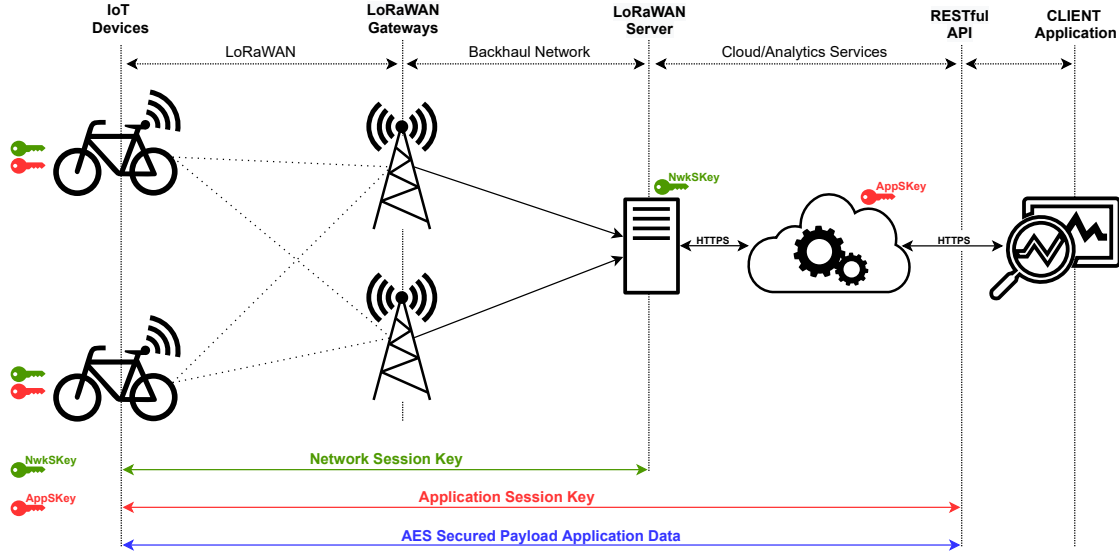 IoT
Devices
LoRaWAN
Gateways
LoRaWAN
Server
RESTful
API
CLIENT
Application
LoRaWAN
Backhaul Network
Cloud/Analytics Services
NwkSKey
AppSKey
HTTPS
HTTPS
NwkSKey
Network Session Key
AppSKey
Application Session Key
AES Secured Payload Application Data